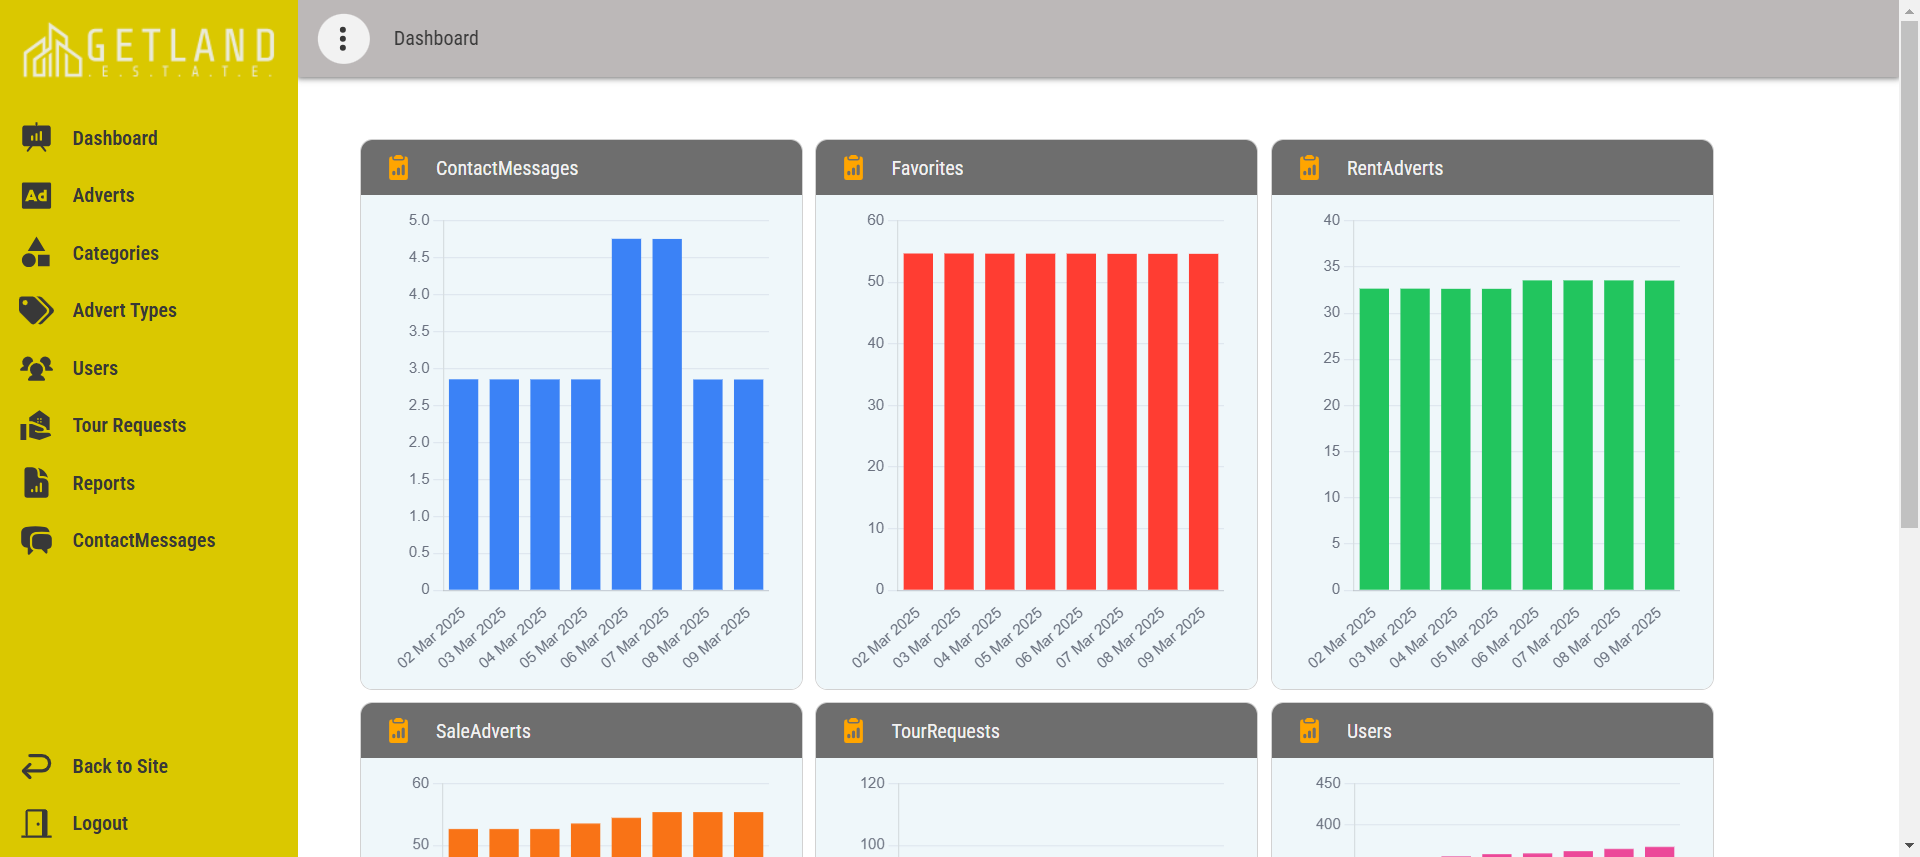 GETLAND
.E.S.T.A.T.E.
Dashboard
Adverts
Categories
Advert Types
Users
Tour Requests
Reports
ContactMessages
Back to Site
Logout
Dashboard
ContactMessages
5.0
4.5
4.0
3.5
3.0
2.5
2.0
1.5
1.0
0.5
0
02 Mar 2025
03 Mar 2025
04 Mar 2025
05 Mar 2025
06 Mar 2025
07 Mar 2025
08 Mar 2025
09 Mar 2025
Favorites
60
50
40
30
20
10
0
02 Mar 2025
03 Mar 2025
04 Mar 2025
05 Mar 2025
06 Mar 2025
07 Mar 2025
08 Mar 2025
09 Mar 2025
RentAdverts
40
35
30
25
20
15
10
5
0
02 Mar 2025
03 Mar 2025
04 Mar 2025
05 Mar 2025
06 Mar 2025
07 Mar 2025
08 Mar 2025
09 Mar 2025
SaleAdverts
60
50
TourRequests
120
100
Users
450
400
Ad